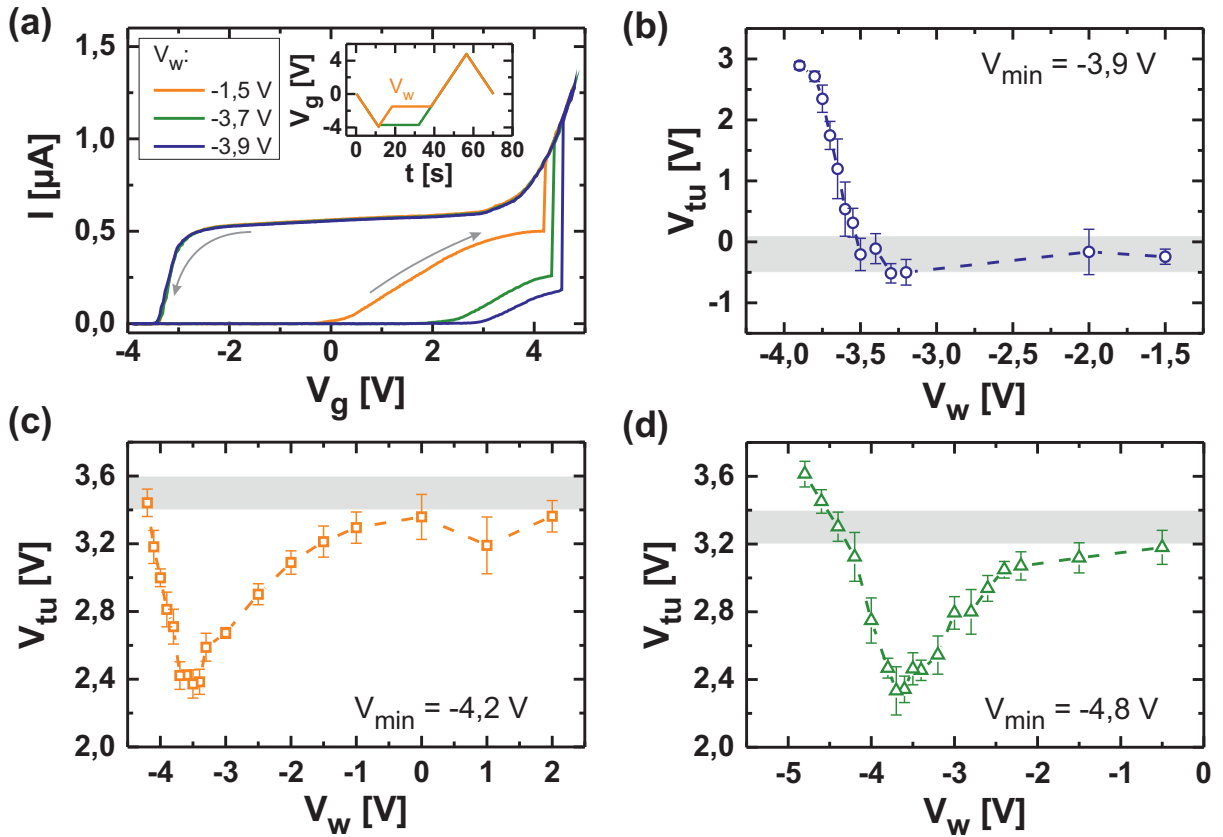 (a)
1,5
1,0
0,5
0,0
I [µA]
V_w:
-1,5 V
-3,7 V
-3,9 V
4
0
-4
V_g [V]
V_w
0 20 40 60 80
t [s]
-4 -2 0 2 4
V_g [V]
(b)
3
2
1
0
-1
V_tu [V]
V_min = -3,9 V
-4,0 -3,5 -3,0 -2,5 -2,0 -1,5
V_w [V]
(c)
3,6
3,2
2,8
2,4
2,0
V_tu [V]
V_min = -4,2 V
-4 -3 -2 -1 0 1 2
V_w [V]
(d)
3,6
3,2
2,8
2,4
2,0
V_tu [V]
V_min = -4,8 V
-5 -4 -3 -2 -1 0
V_w [V]